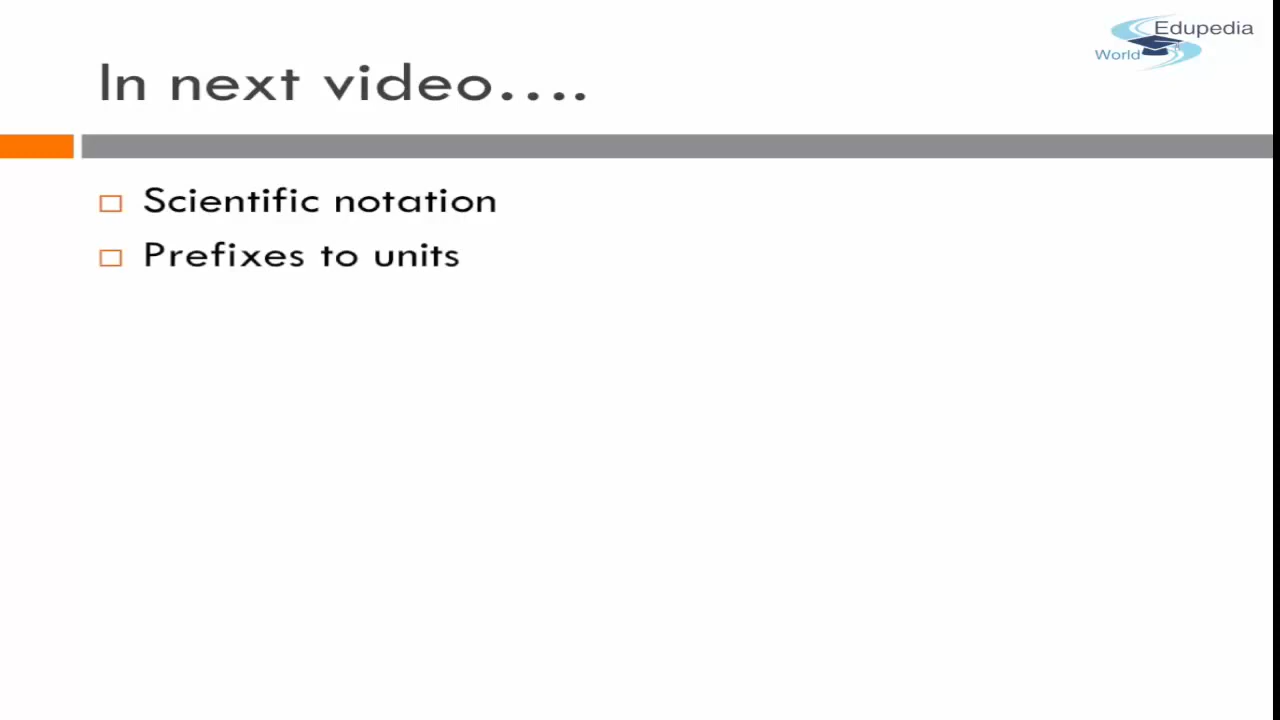 Edupedia
World
In next video....
Scientific notation
Prefixes to units